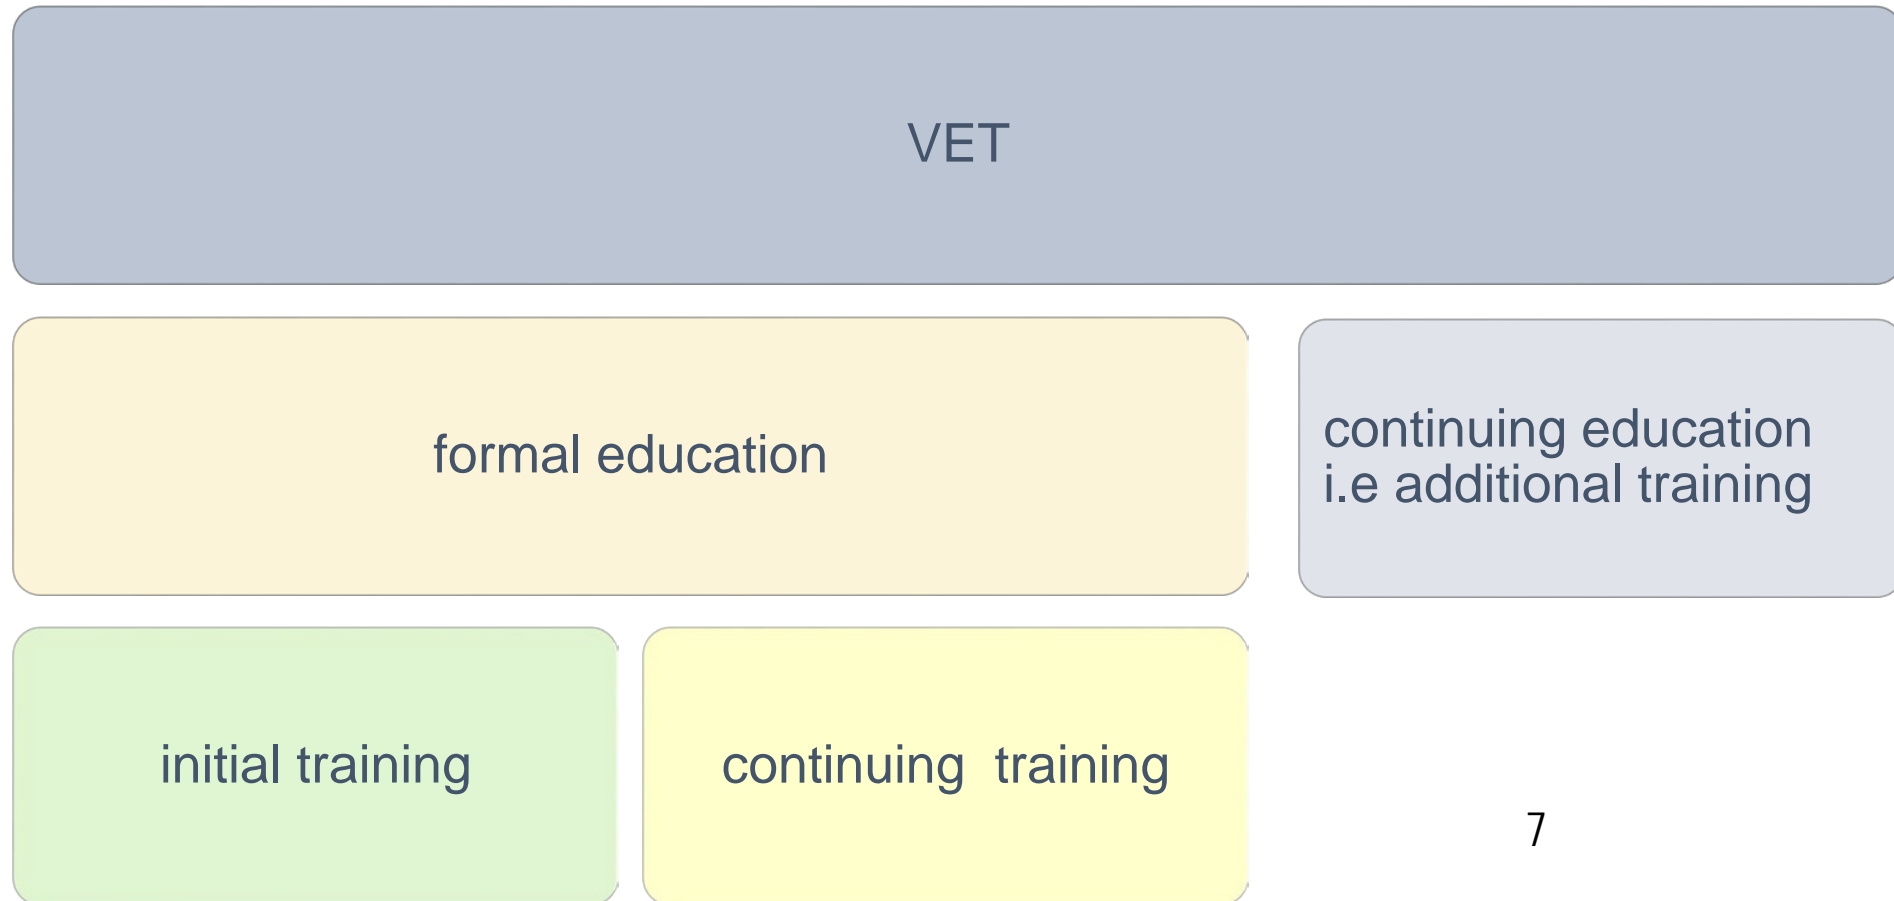 VET
formal education
continuing education
i.e additional training
initial training
continuing  training
7